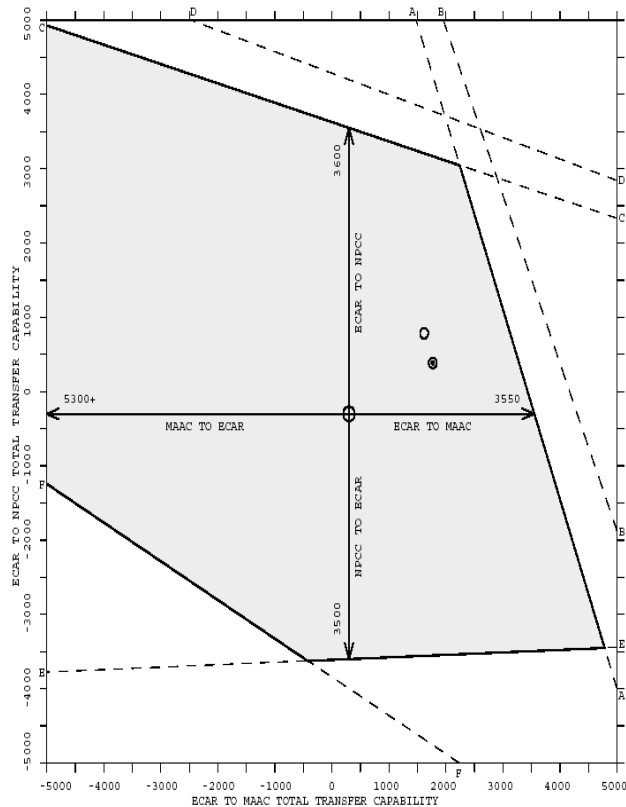 D A B
C
5000
4000
3000
2000
1000
0
-1000
-2000
-3000
-4000
-5000
ECAR TO NPCC TOTAL TRANSFER CAPABILITY
3600
ECAR TO NPCC
D
C
5300+
3550
MAAC TO ECAR
ECAR TO MAAC
F
NPCC TO ECAR
3500
B
E
E
A
F
-5000 -4000 -3000 -2000 -1000 0 1000 2000 3000 4000 5000
ECAR TO MAAC TOTAL TRANSFER CAPABILITY